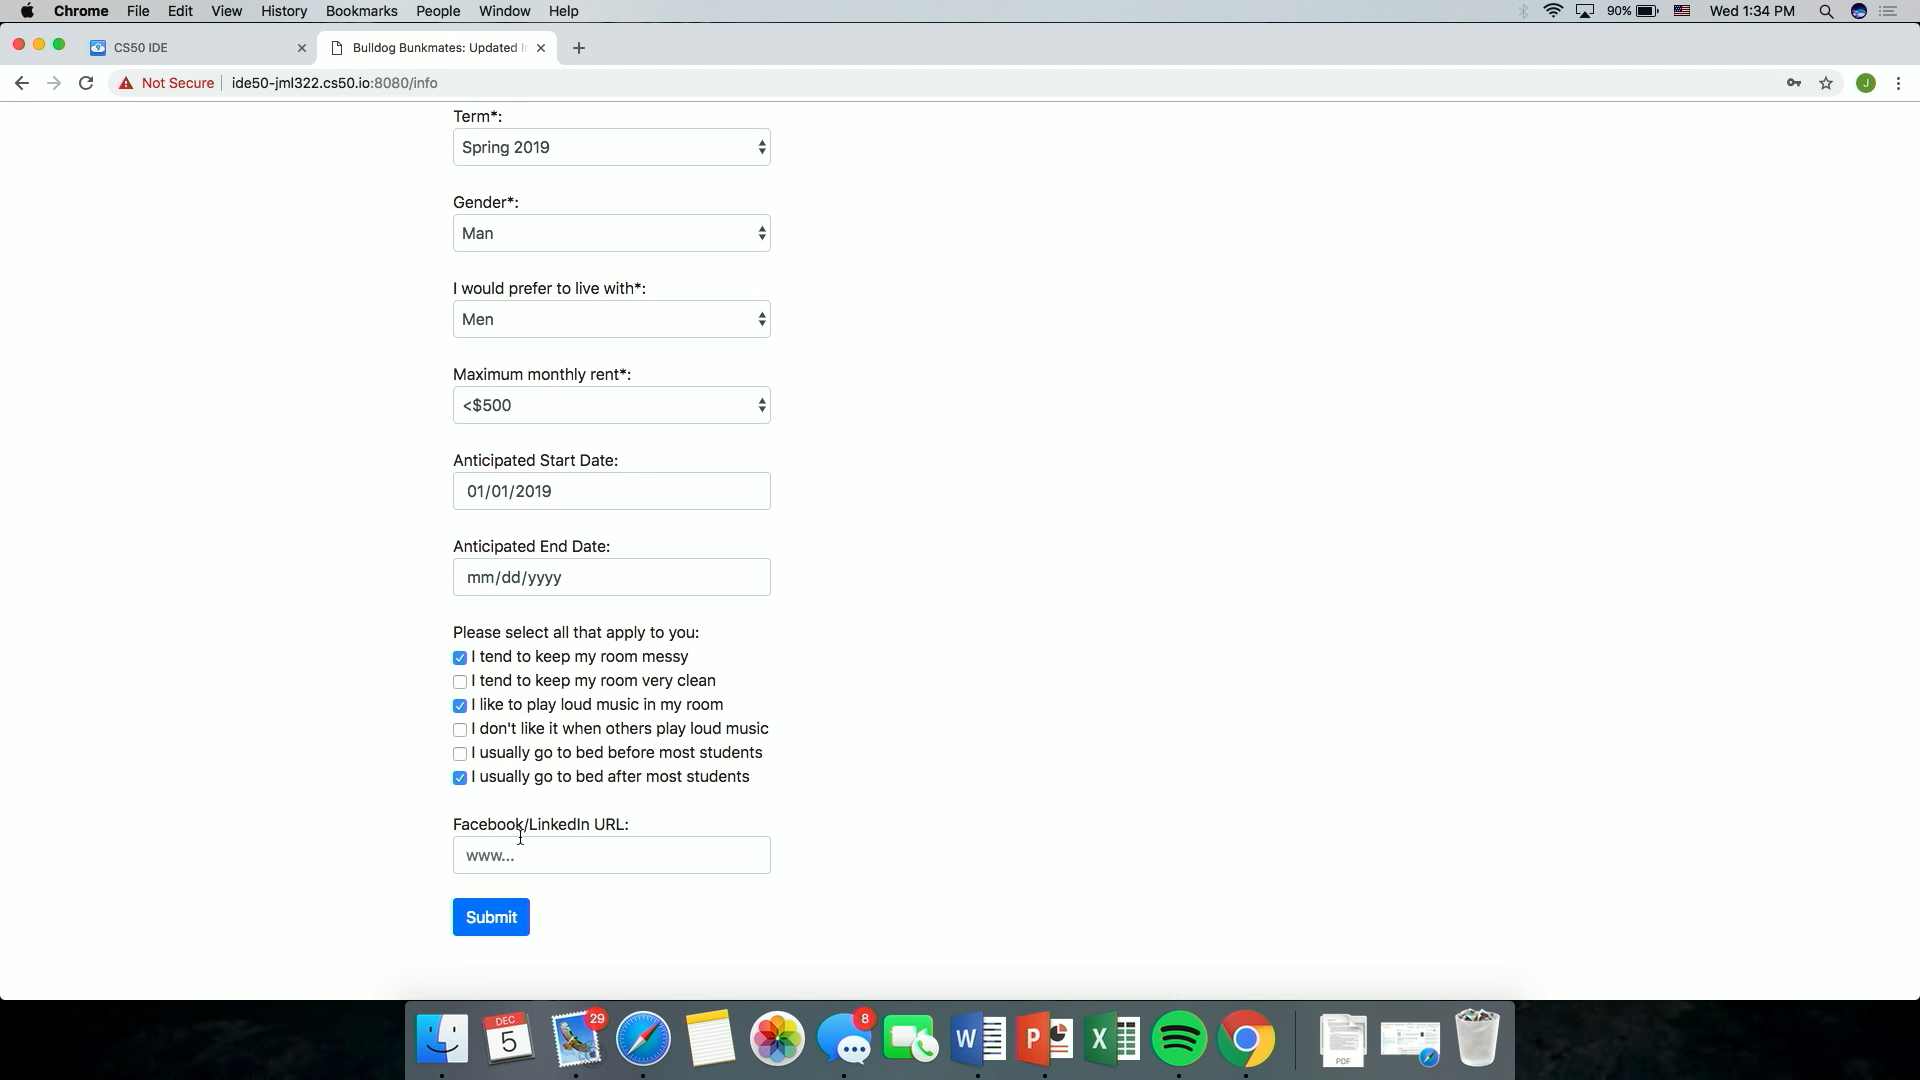 Chrome File Edit View History Bookmarks People Window Help 90% Wed 1:34 PM
CS50 IDE Bulldog Bunkmates: Updated I
Not Secure ide50-jml322.cs50.io:8080/info J
Term*:
Spring 2019
Gender*:
Man
I would prefer to live with*:
Men
Maximum monthly rent*:
<$500
Anticipated Start Date:
01/01/2019
Anticipated End Date:
mm/dd/yyyy
Please select all that apply to you:
I tend to keep my room messy
I tend to keep my room very clean
I like to play loud music in my room
I don't like it when others play loud music
I usually go to bed before most students
I usually go to bed after most students
Facebook/LinkedIn URL:
www...
Submit
DEC
5
29
8
W
P
X
PDF